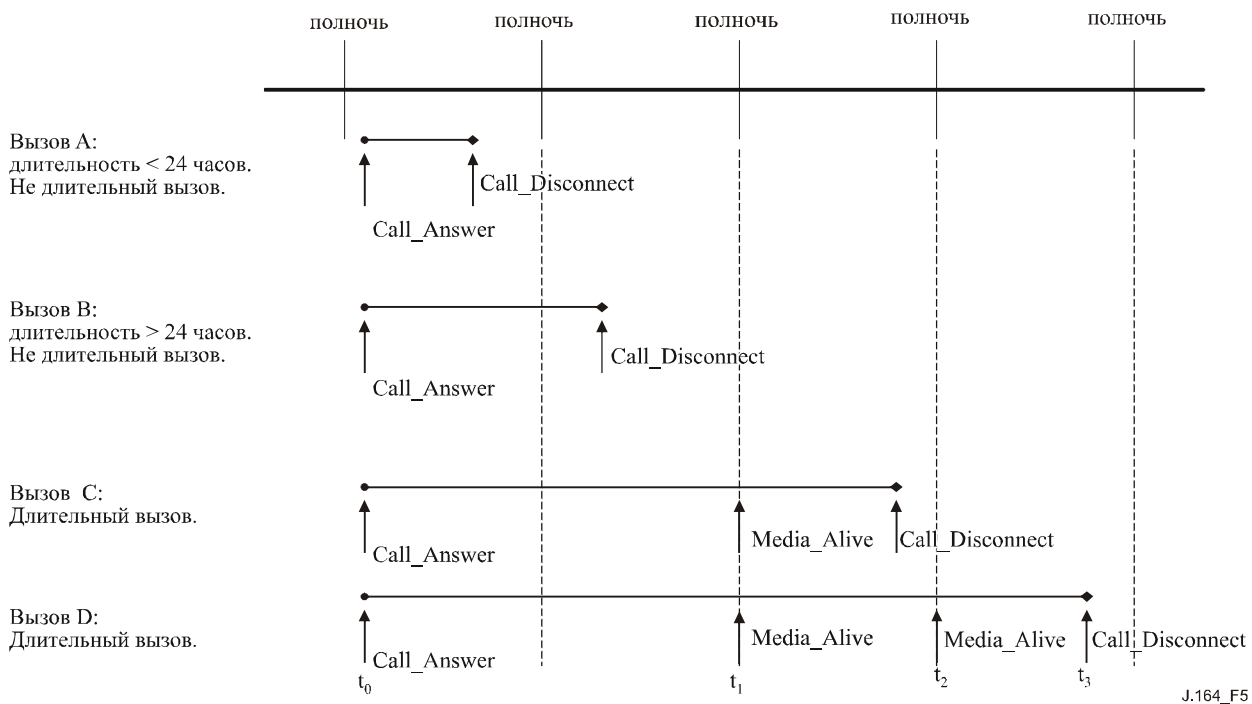 полночь полночь полночь полночь полночь
Вызов A:
длительность < 24 часов.
Не длительный вызов.
Call_Disconnect
Call_Answer
Вызов B:
длительность > 24 часов.
Не длительный вызов.
Call_Disconnect
Call_Answer
Вызов C:
Длительный вызов.
Media_Alive Call_Disconnect
Call_Answer
Вызов D:
Длительный вызов.
Media_Alive Media_Alive Call_Disconnect
Call_Answer
t0 t1 t2 t3
J.164_F5